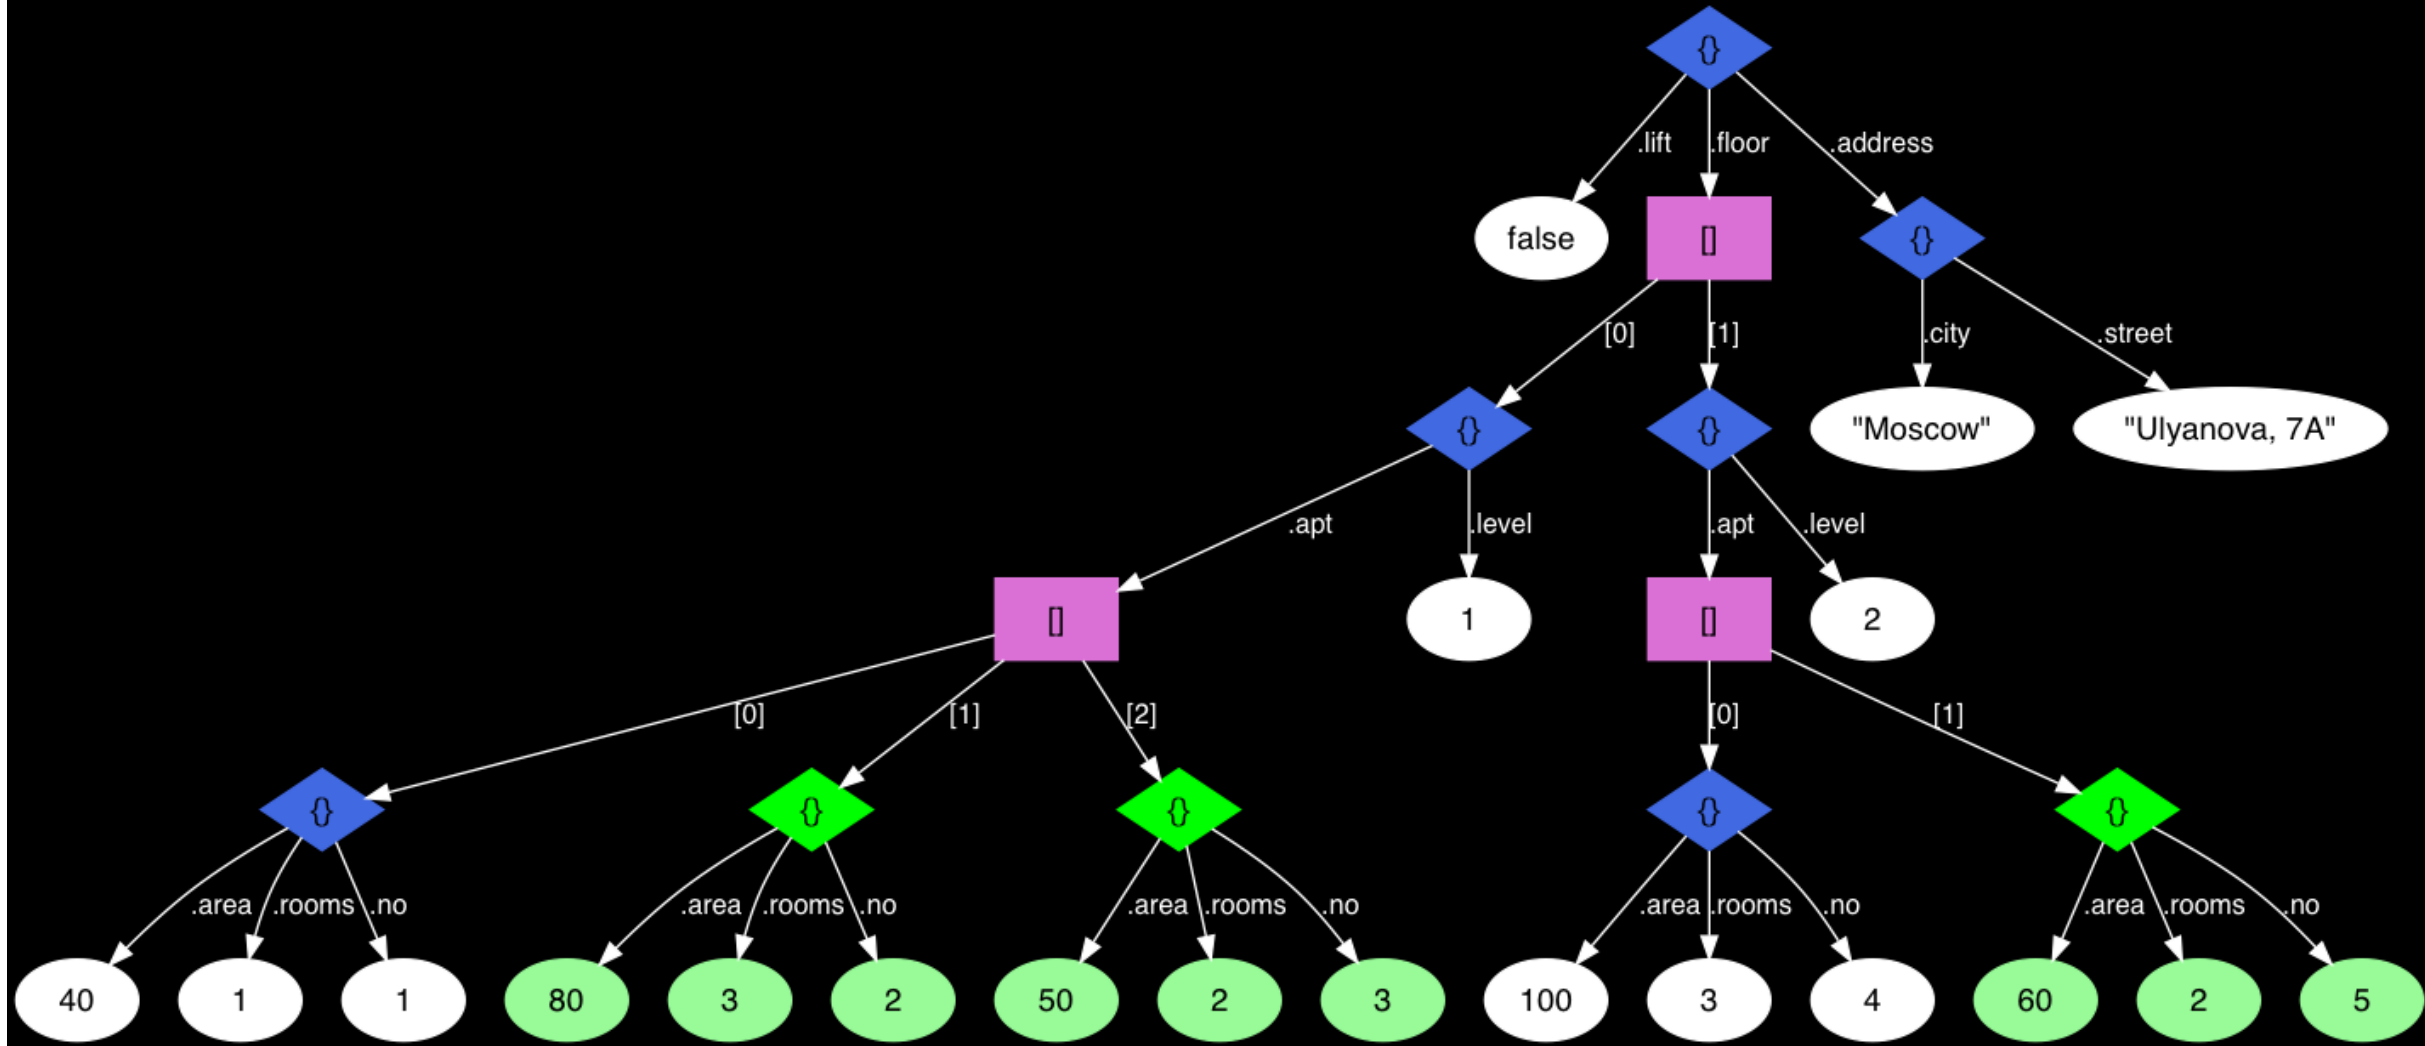 {}
.lift .floor .address
false [] {}
[0] [1] .city .street
{} {} "Moscow" "Ulyanova, 7A"
.apt .level .apt .level
[] 1 [] 2
[0] [1] [2] [0] [1]
{} {} {} {} {}
.area .rooms .no .area .rooms .no .area .rooms .no .area .rooms .no .area .rooms .no
40 1 1 80 3 2 50 2 3 100 3 4 60 2 5